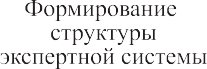 Формирование
структуры
экспертной системы